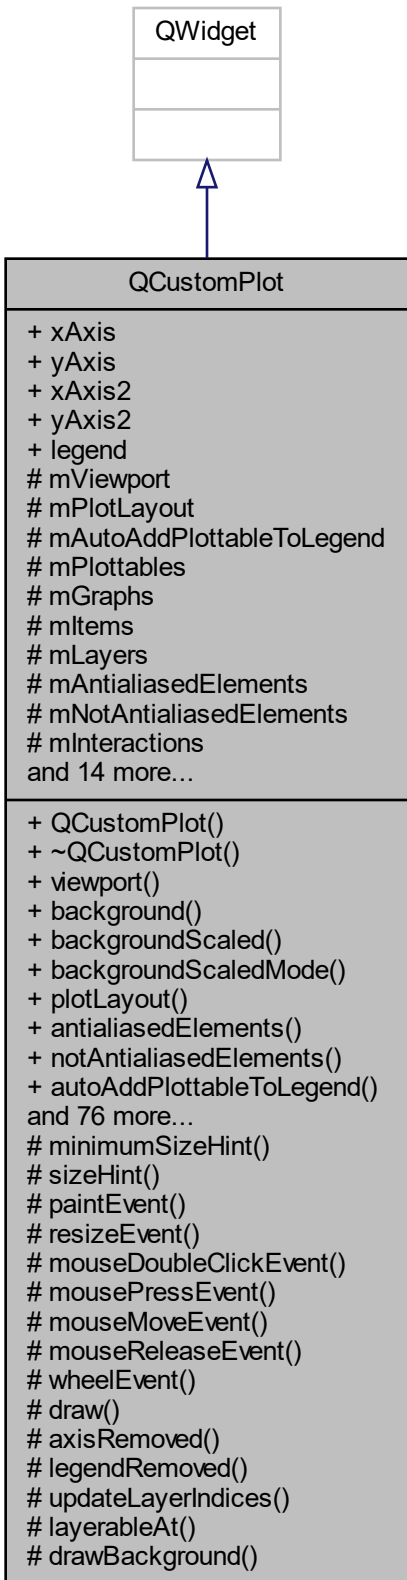 QWidget
QCustomPlot
+ xAxis
+ yAxis
+ xAxis2
+ yAxis2
+ legend
# mViewport
# mPlotLayout
# mAutoAddPlottableToLegend
# mPlottables
# mGraphs
# mItems
# mLayers
# mAntialiasedElements
# mNotAntialiasedElements
# mInteractions
and 14 more...
+ QCustomPlot()
+ ~QCustomPlot()
+ viewport()
+ background()
+ backgroundScaled()
+ backgroundScaledMode()
+ plotLayout()
+ antialiasedElements()
+ notAntialiasedElements()
+ autoAddPlottableToLegend()
and 76 more...
# minimumSizeHint()
# sizeHint()
# paintEvent()
# resizeEvent()
# mouseDoubleClickEvent()
# mousePressEvent()
# mouseMoveEvent()
# mouseReleaseEvent()
# wheelEvent()
# draw()
# axisRemoved()
# legendRemoved()
# updateLayerIndices()
# layerableAt()
# drawBackground()